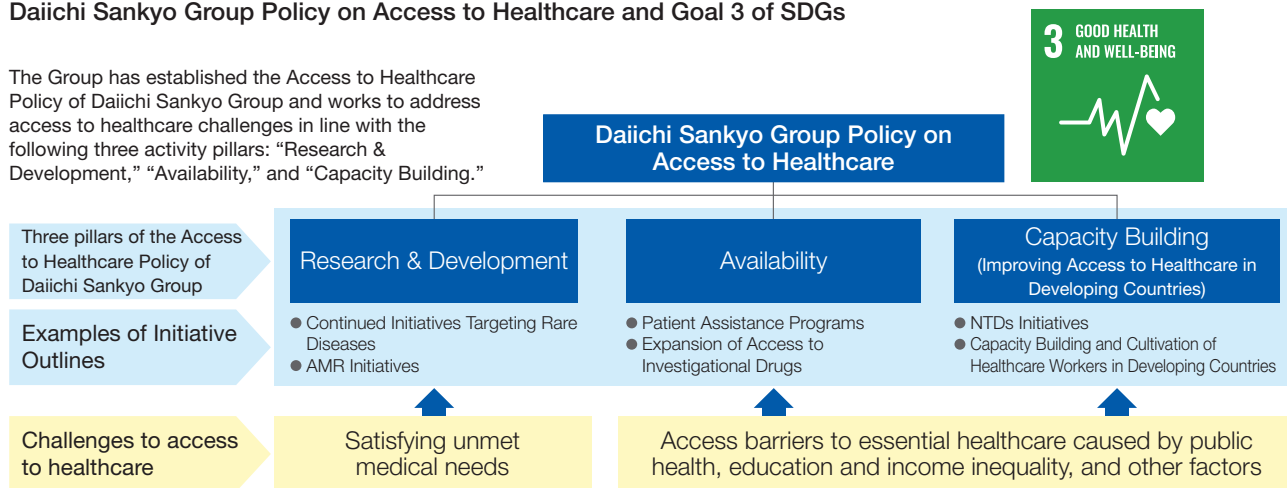 Daiichi Sankyo Group Policy on Access to Healthcare and Goal 3 of SDGs
3 GOOD HEALTH
AND WELL-BEING
The Group has established the Access to Healthcare
Policy of Daiichi Sankyo Group and works to address
access to healthcare challenges in line with the
following three activity pillars: “Research &
Development,” “Availability,” and “Capacity Building.”
Daiichi Sankyo Group Policy on
Access to Healthcare
Three pillars of the Access
to Healthcare Policy of
Daiichi Sankyo Group
Research & Development
Availability
Capacity Building
(Improving Access to Healthcare in
Developing Countries)
Examples of Initiative
Outlines
● Continued Initiatives Targeting Rare
Diseases
● AMR Initiatives
● Patient Assistance Programs
● Expansion of Access to
Investigational Drugs
● NTDs Initiatives
● Capacity Building and Cultivation of
Healthcare Workers in Developing Countries
Challenges to access
to healthcare
Satisfying unmet
medical needs
Access barriers to essential healthcare caused by public
health, education and income inequality, and other factors